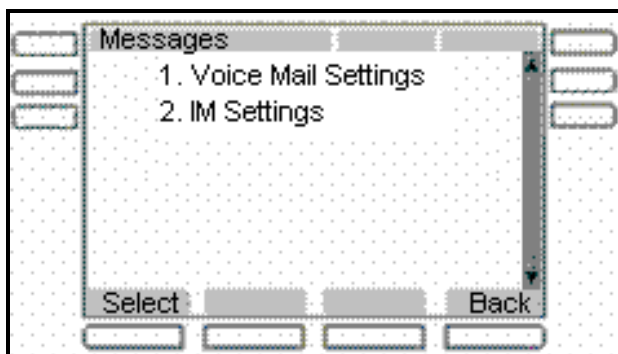 Messages
1. Voice Mail Settings
2. IM Settings
Select Back